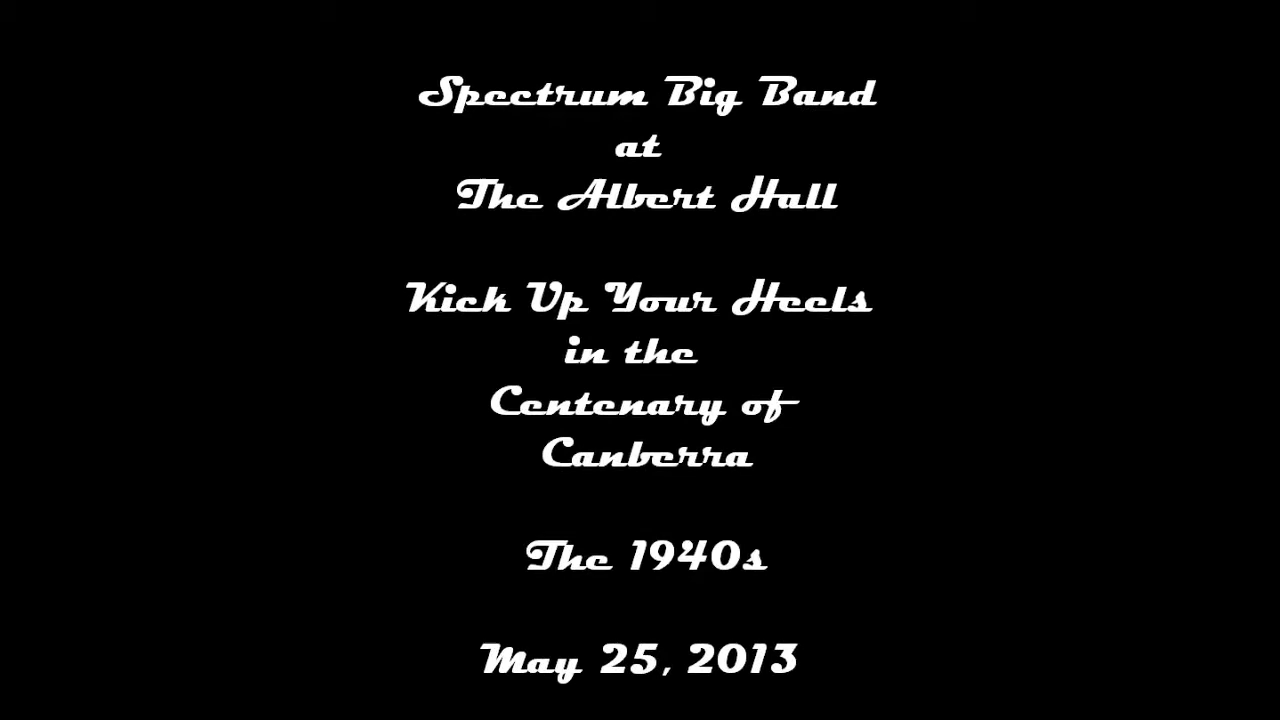 Spectrum Big Band
at
The Albert Hall
Kick Up Your Heels
in the
Centenary of
Canberra
The 1940s
May 25, 2013